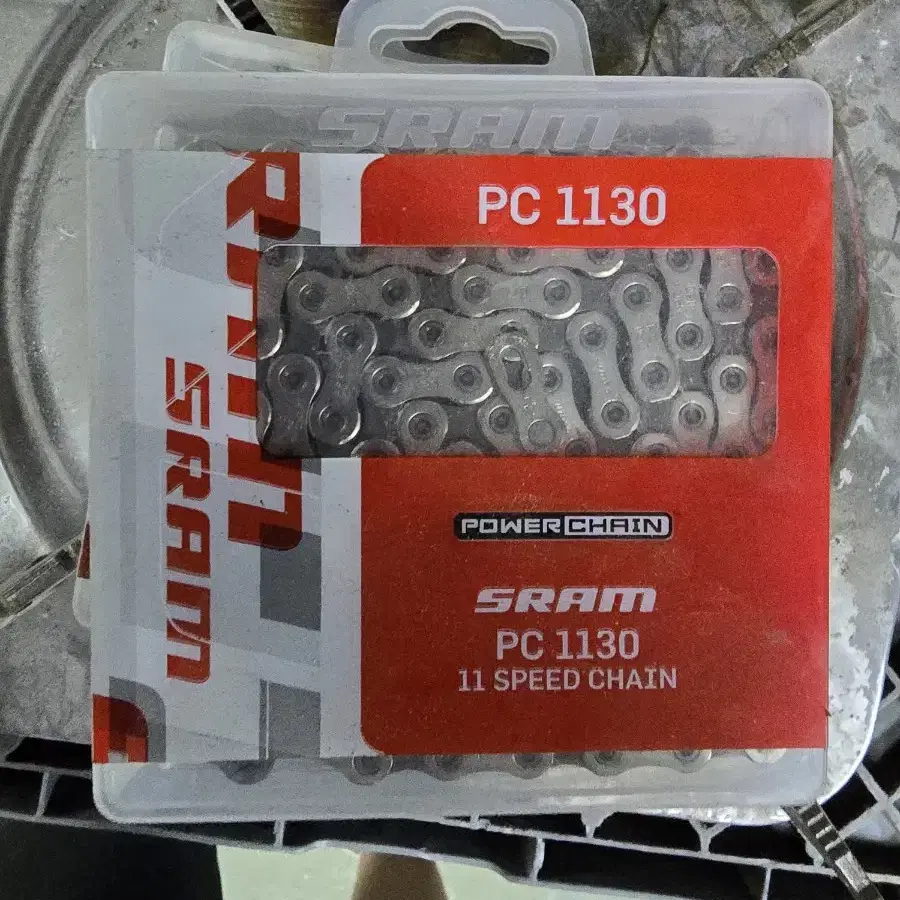 SRAM
PC 1130
SRAM
SRAM
POWERCHAIN
SRAM
PC 1130
11 SPEED CHAIN